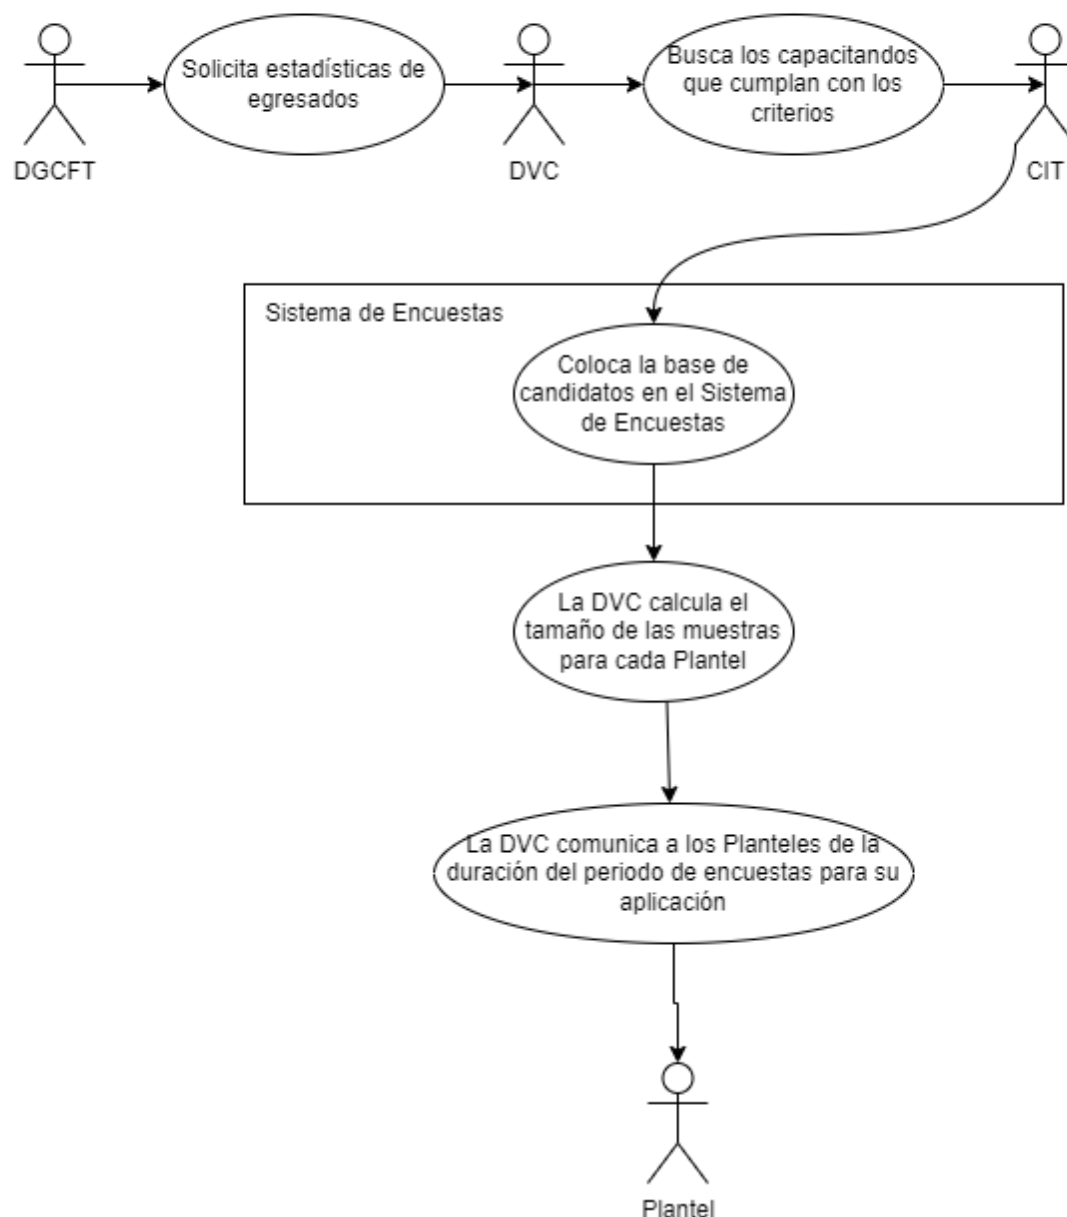 Solicita estadísticas de
egresados
Busca los capacitandos
que cumplan con los
criterios
DGCFT
DVC
CIT
Sistema de Encuestas
Coloca la base de
candidatos en el Sistema
de Encuestas
La DVC calcula el
tamaño de las muestras
para cada Plantel
La DVC comunica a los Planteles de la
duración del periodo de encuestas para su
aplicación
Plantel